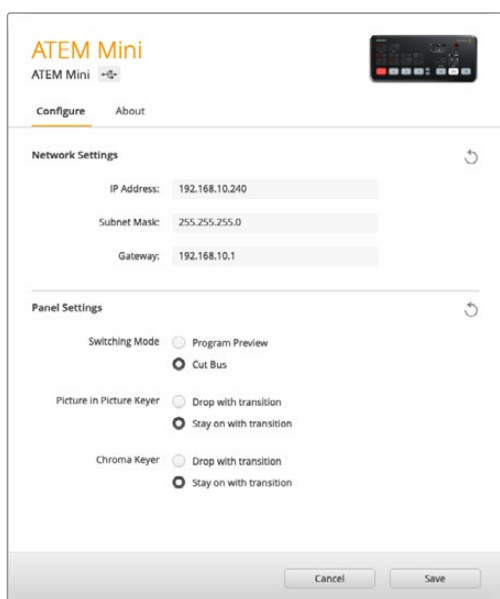 ATEM Mini
ATEM Mini
Configure About
Network Settings
IP Address: 192.168.10.240
Subnet Mask: 255.255.255.0
Gateway: 192.168.10.1
Panel Settings
Switching Mode Program Preview
Cut Bus
Picture in Picture Keyer Drop with transition
Stay on with transition
Chroma Keyer Drop with transition
Stay on with transition
Cancel Save